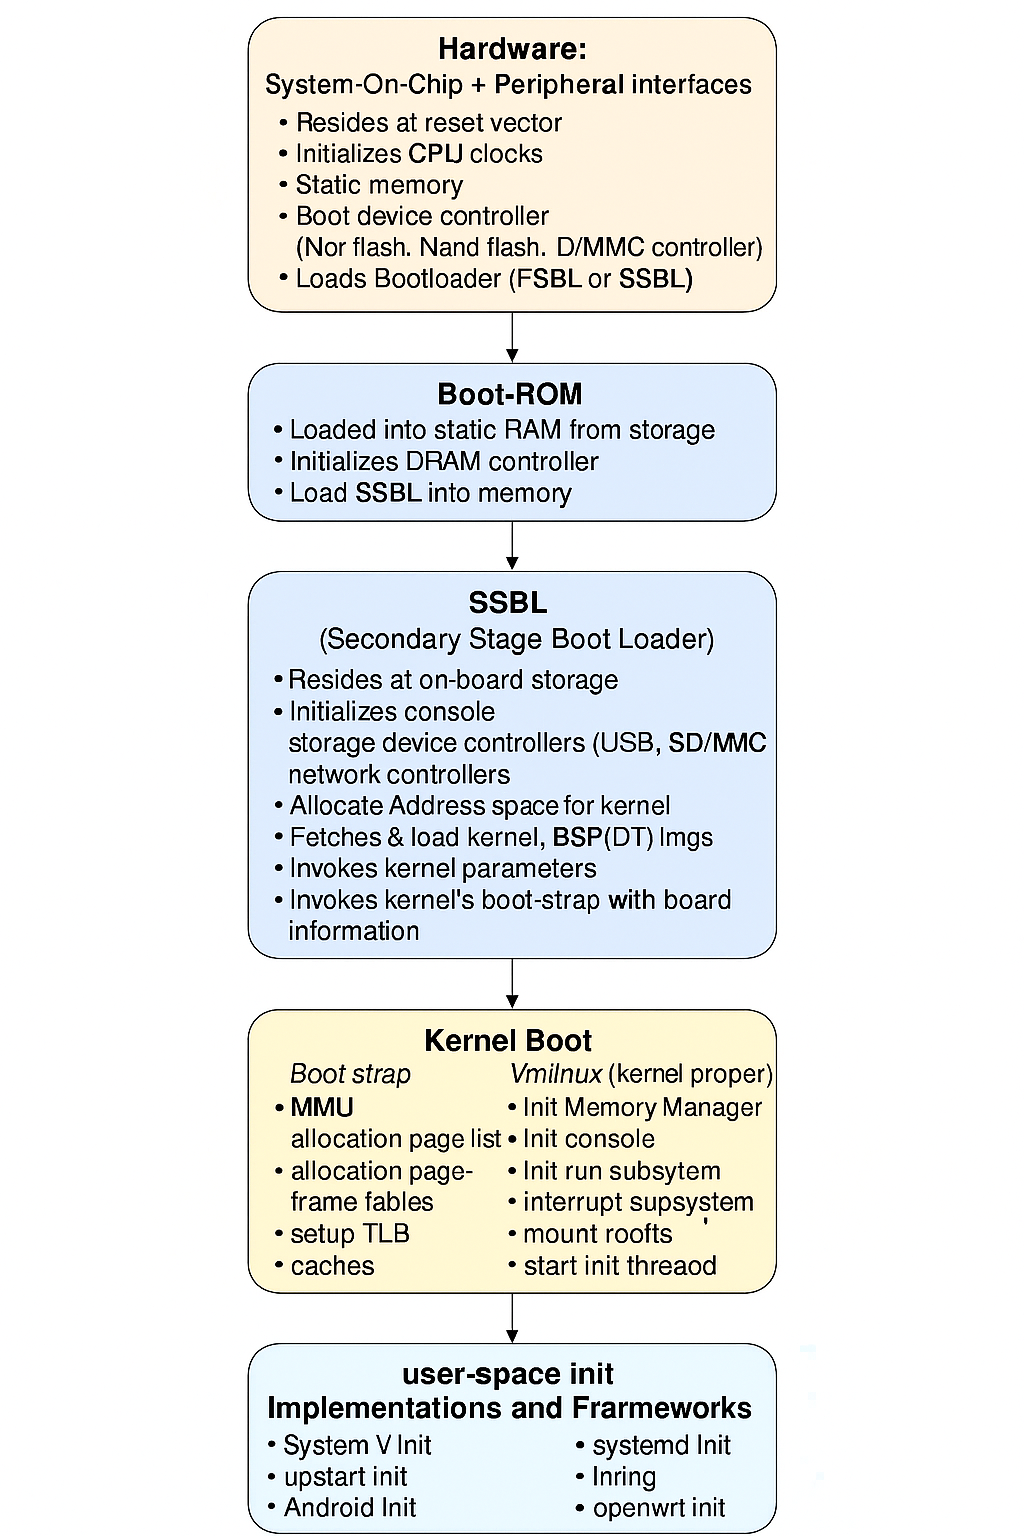 Hardware:
System-On-Chip + Peripheral interfaces
• Resides at reset vector
• Initializes CPU clocks
• Static memory
• Boot device controller
(Nor flash. Nand flash. D/MMC controller)
• Loads Bootloader (FSBL or SSBL)
Boot-ROM
• Loaded into static RAM from storage
• Initializes DRAM controller
• Load SSBL into memory
SSBL
(Secondary Stage Boot Loader)
• Resides at on-board storage
• Initializes console
storage device controllers (USB, SD/MMC
network controllers
• Allocate Address space for kernel
• Fetches & load kernel, BSP(DT) Imgs
• Invokes kernel parameters
• Invokes kernel's boot-strap with board
information
Kernel Boot
Boot strap
• MMU
allocation page list
• allocation page-
frame fables
• setup TLB
• caches
Vmilnux (kernel proper)
• Init Memory Manager
• Init console
• Init run subsytem
• interrupt supsystem
• mount roofts
• start init threaod
user-space init
Implementations and Frarmeworks
• System V Init
• upstart init
• Android Init
• systemd Init
• Inring
• openwrt init